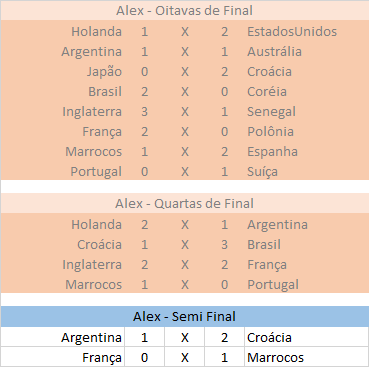 Alex - Oitavas de Final
Holanda 1 X 2 EstadosUnidos
Argentina 1 X 1 Austrália
Japão 0 X 2 Croácia
Brasil 2 X 0 Coréia
Inglaterra 3 X 1 Senegal
França 2 X 0 Polônia
Marrocos 1 X 2 Espanha
Portugal 0 X 1 Suíça
Alex - Quartas de Final
Holanda 2 X 1 Argentina
Croácia 1 X 3 Brasil
Inglaterra 2 X 2 França
Marrocos 1 X 0 Portugal
Alex - Semi Final
Argentina 1 X 2 Croácia
França 0 X 1 Marrocos